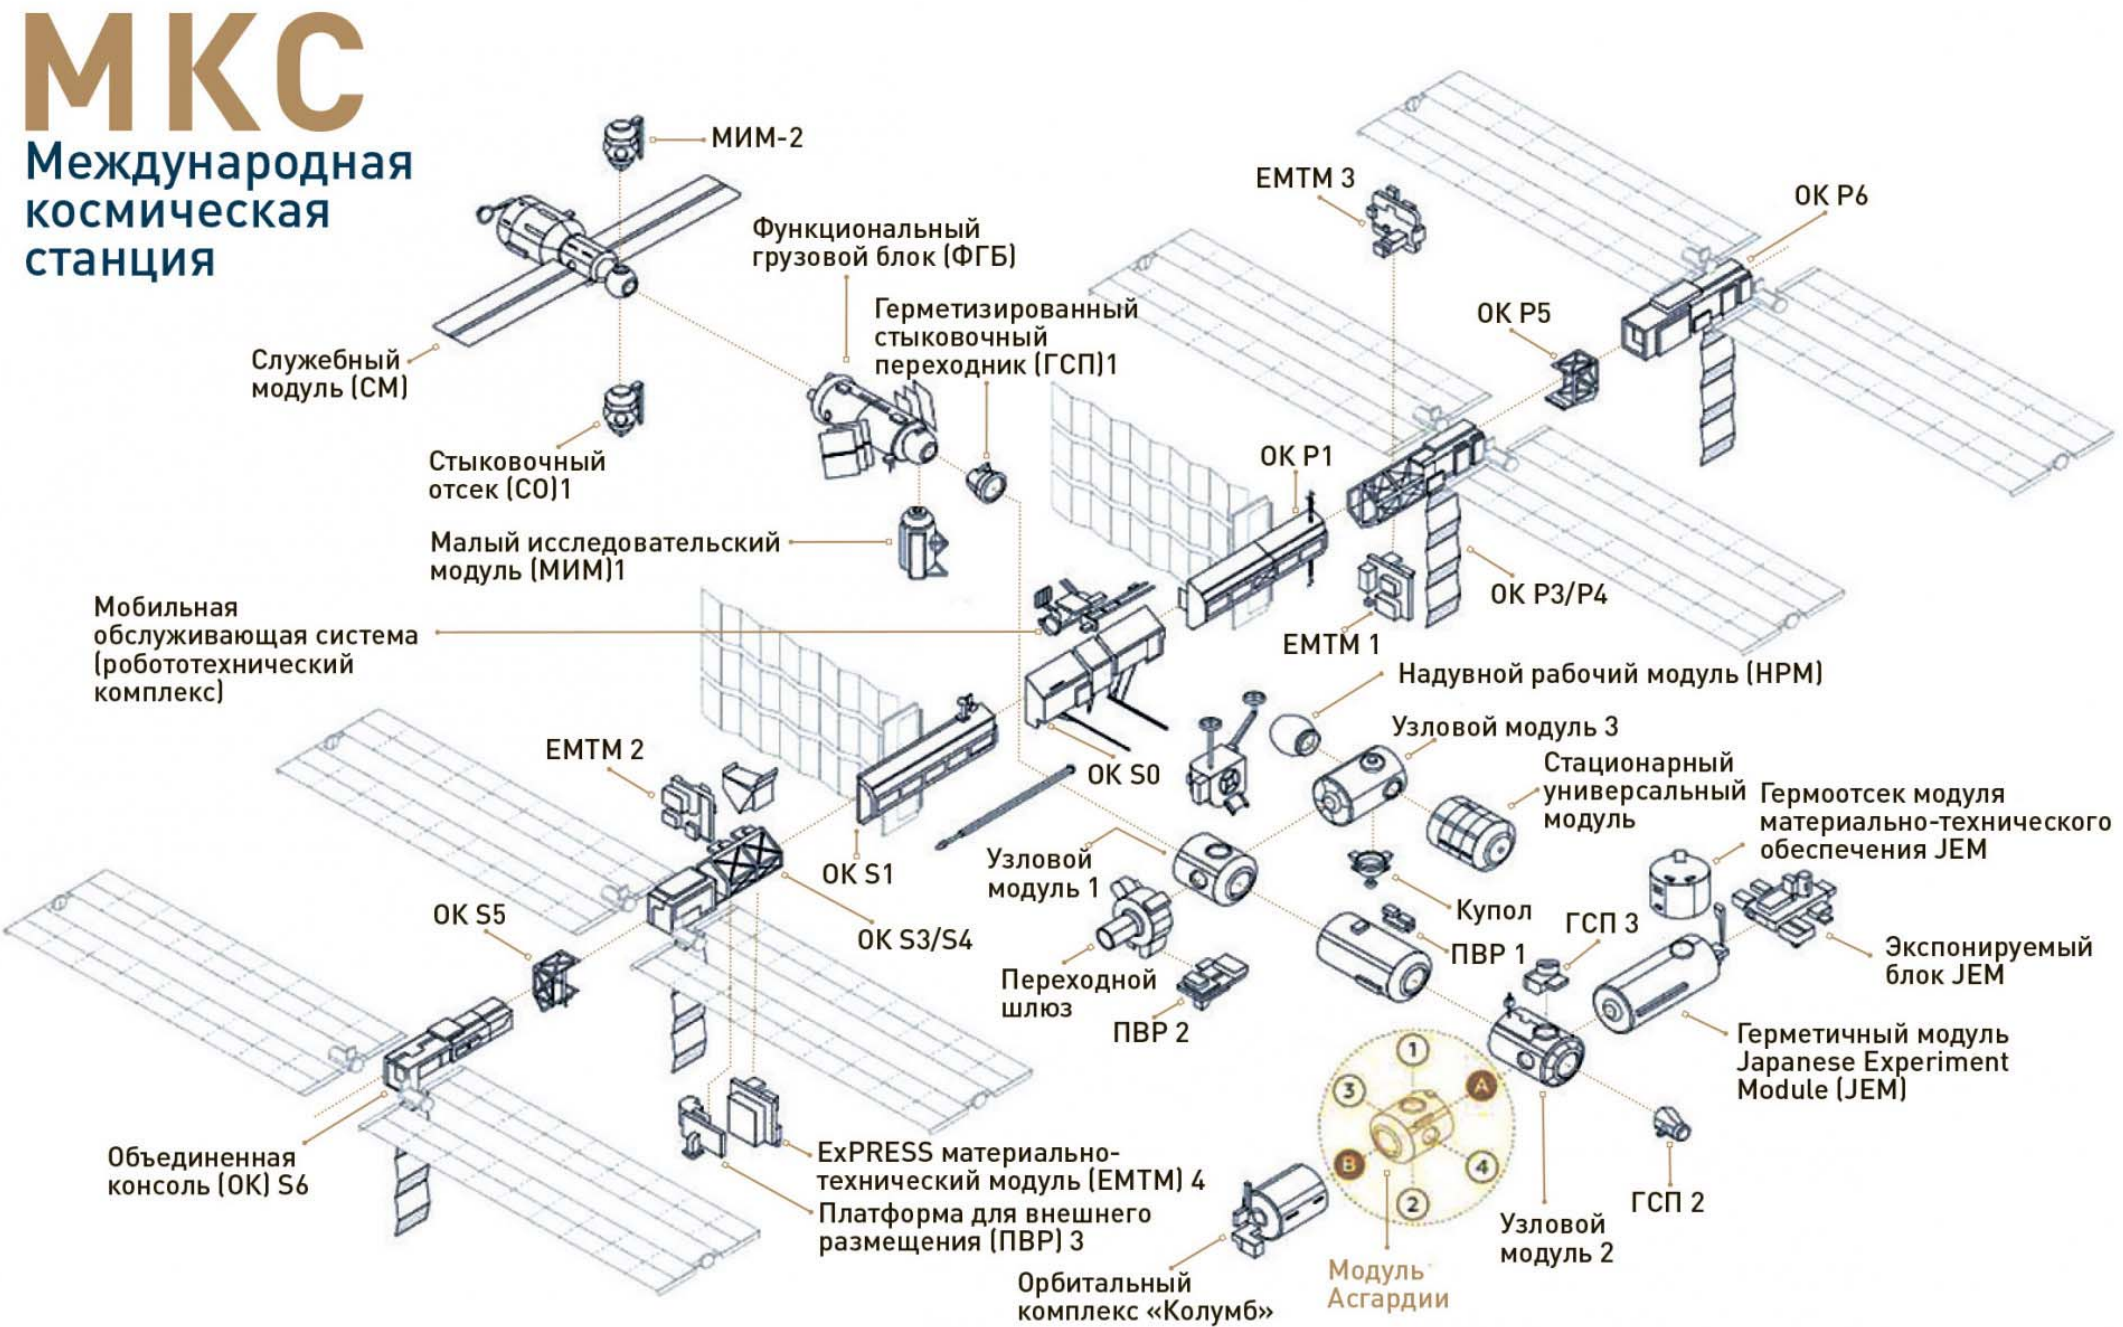 МКС
Международная
космическая
станция
МИМ-2
Функциональный
грузовой блок (ФГБ)
Герметизированный
стыковочный
переходник (ГСП)1
Служебный
модуль (СМ)
Стыковочный
отсек (СО)1
Малый исследовательский
модуль (МИМ)1
Мобильная
обслуживающая система
(робототехнический
комплекс)
ЕМТМ 3
ОК Р6
ОК Р5
ОК Р1
ОК Р3/Р4
ЕМТМ 1
Надувной рабочий модуль (НРМ)
Узловой модуль 3
Стационарный
универсальный
модуль
Гермоотсек модуля
материально-технического
обеспечения JEM
ЕМТМ 2
ОК S0
ОК S1
Узловой
модуль 1
ОК S5
ОК S3/S4
Купол
ПВР 1
ГСП 3
Экспонируемый
блок JEM
Переходной
шлюз
ПВР 2
Герметичный модуль
Japanese Experiment
Module (JEM)
1
3
A
B
4
2
Объединенная
консоль (ОК) S6
ExPRESS материально-
технический модуль (ЕМТМ) 4
Платформа для внешнего
размещения (ПВР) 3
ГСП 2
Узловой
модуль 2
Модуль
Асгардии
Орбитальный
комплекс «Колумб»